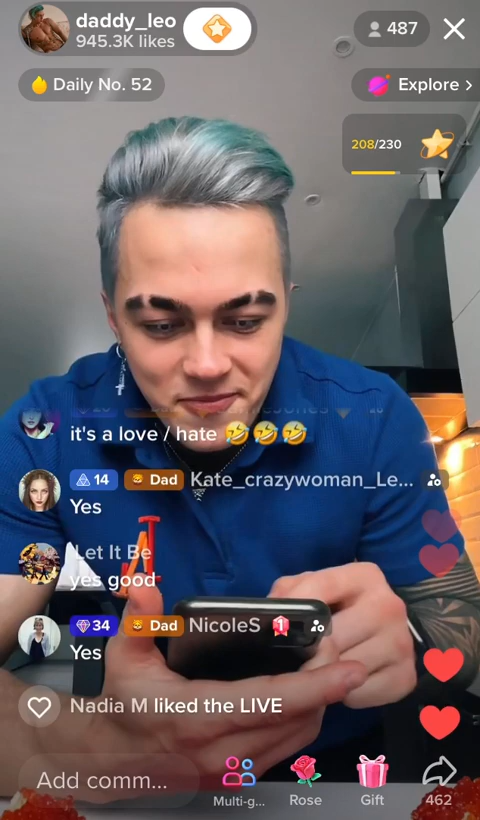 daddy_leo
945.3K likes
487
Daily No. 52
Explore >
208/230
it's a love / hate 🤣🤣🤣
14 Dad Kate_crazywoman_Le...
Yes
Let It Be
yes good
34 Dad NicoleS 1
Yes
Nadia M liked the LIVE
Add comm...
Multi-g...
Rose
Gift
462